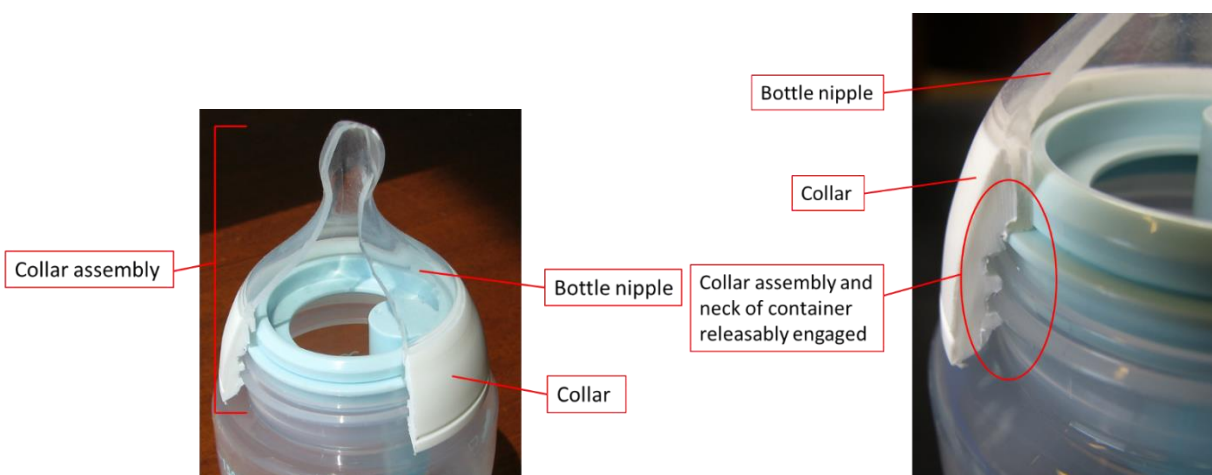 Collar assembly
Bottle nipple
Collar
Bottle nipple
Collar
Collar assembly and
neck of container
releasably engaged